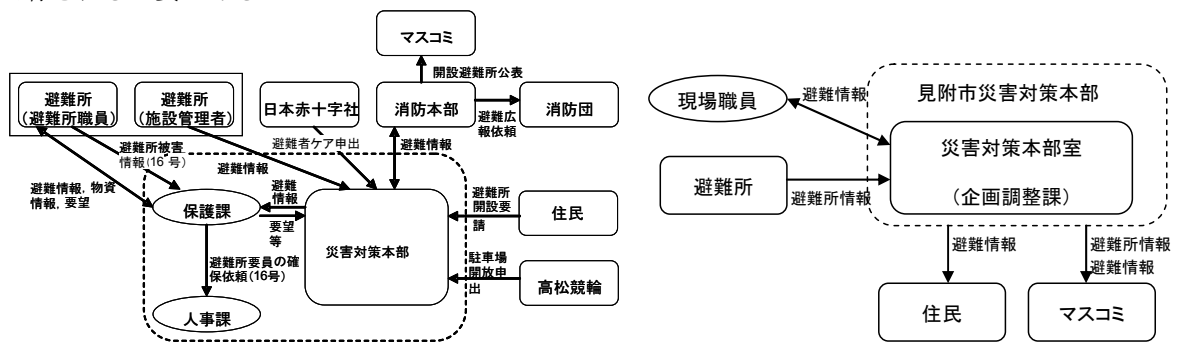 マスコミ
開設避難所公表
避難所
(避難所職員)
避難所
(施設管理者)
日本赤十字社
消防本部
消防団
避難広
報依頼
避難所被害
情報(16号)
避難情報
避難者ケア申出
避難情報
避難情報, 物資
情報, 要望
保護課
避難
情報
要望
等
災害対策本部
避難所
開設要
請
住民
避難所要員の確
保依頼(16号)
駐車場
開放申
出
高松競輪
人事課
現場職員
避難情報
見附市災害対策本部
災害対策本部室
(企画調整課)
避難所
避難所情報
避難情報
避難所情報
避難情報
住民
マスコミ